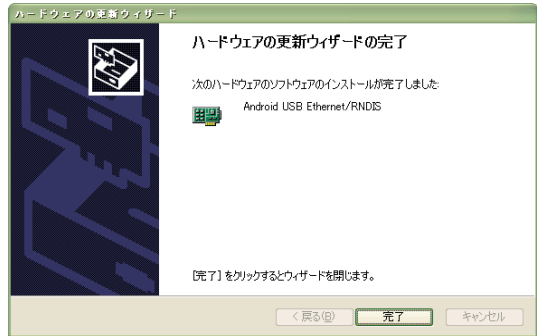 ハードウェアの更新ウィザード
ハードウェアの更新ウィザードの完了
次のハードウェアのソフトウェアのインストールが完了しました:
Android USB Ethernet/RNDIS
[完了] をクリックするとウィザードを閉じます。
< 戻る(B)
完了
キャンセル